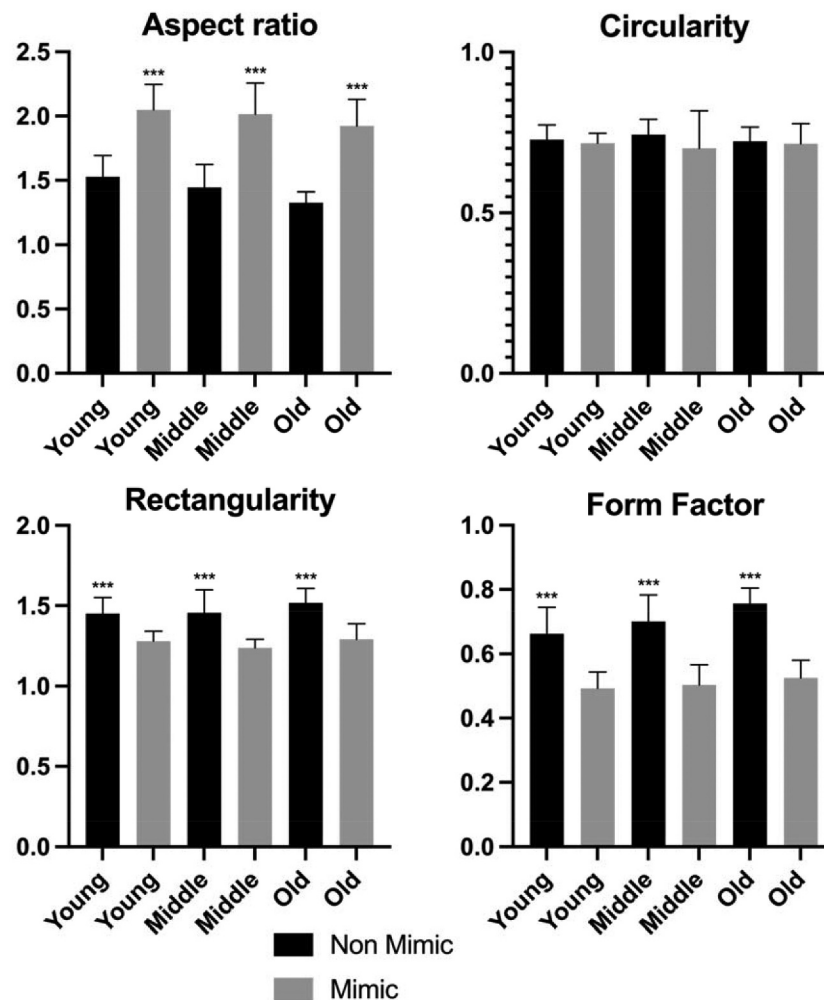 Aspect ratio
2.5
2.0
1.5
1.0
0.5
0.0
*** *** ***
Young Young Middle Middle Old Old
Circularity
1.0
0.5
0.0
Young Young Middle Middle Old Old
Rectangularity
2.0
1.5
1.0
0.5
0.0
*** *** ***
Young Young Middle Middle Old Old
Form Factor
1.0
0.8
0.6
0.4
0.2
0.0
*** *** ***
Young Young Middle Middle Old Old
Non Mimic
Mimic